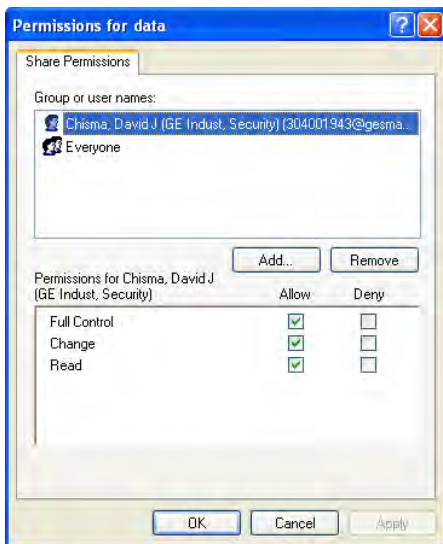 Permissions for data
Share Permissions
Group or user names:
Chisma, David J (GE Indust, Security) (304001943@gesma...
Everyone
Add... Remove
Permissions for Chisma, David J
(GE Indust, Security) Allow Deny
Full Control
Change
Read
OK Cancel Apply